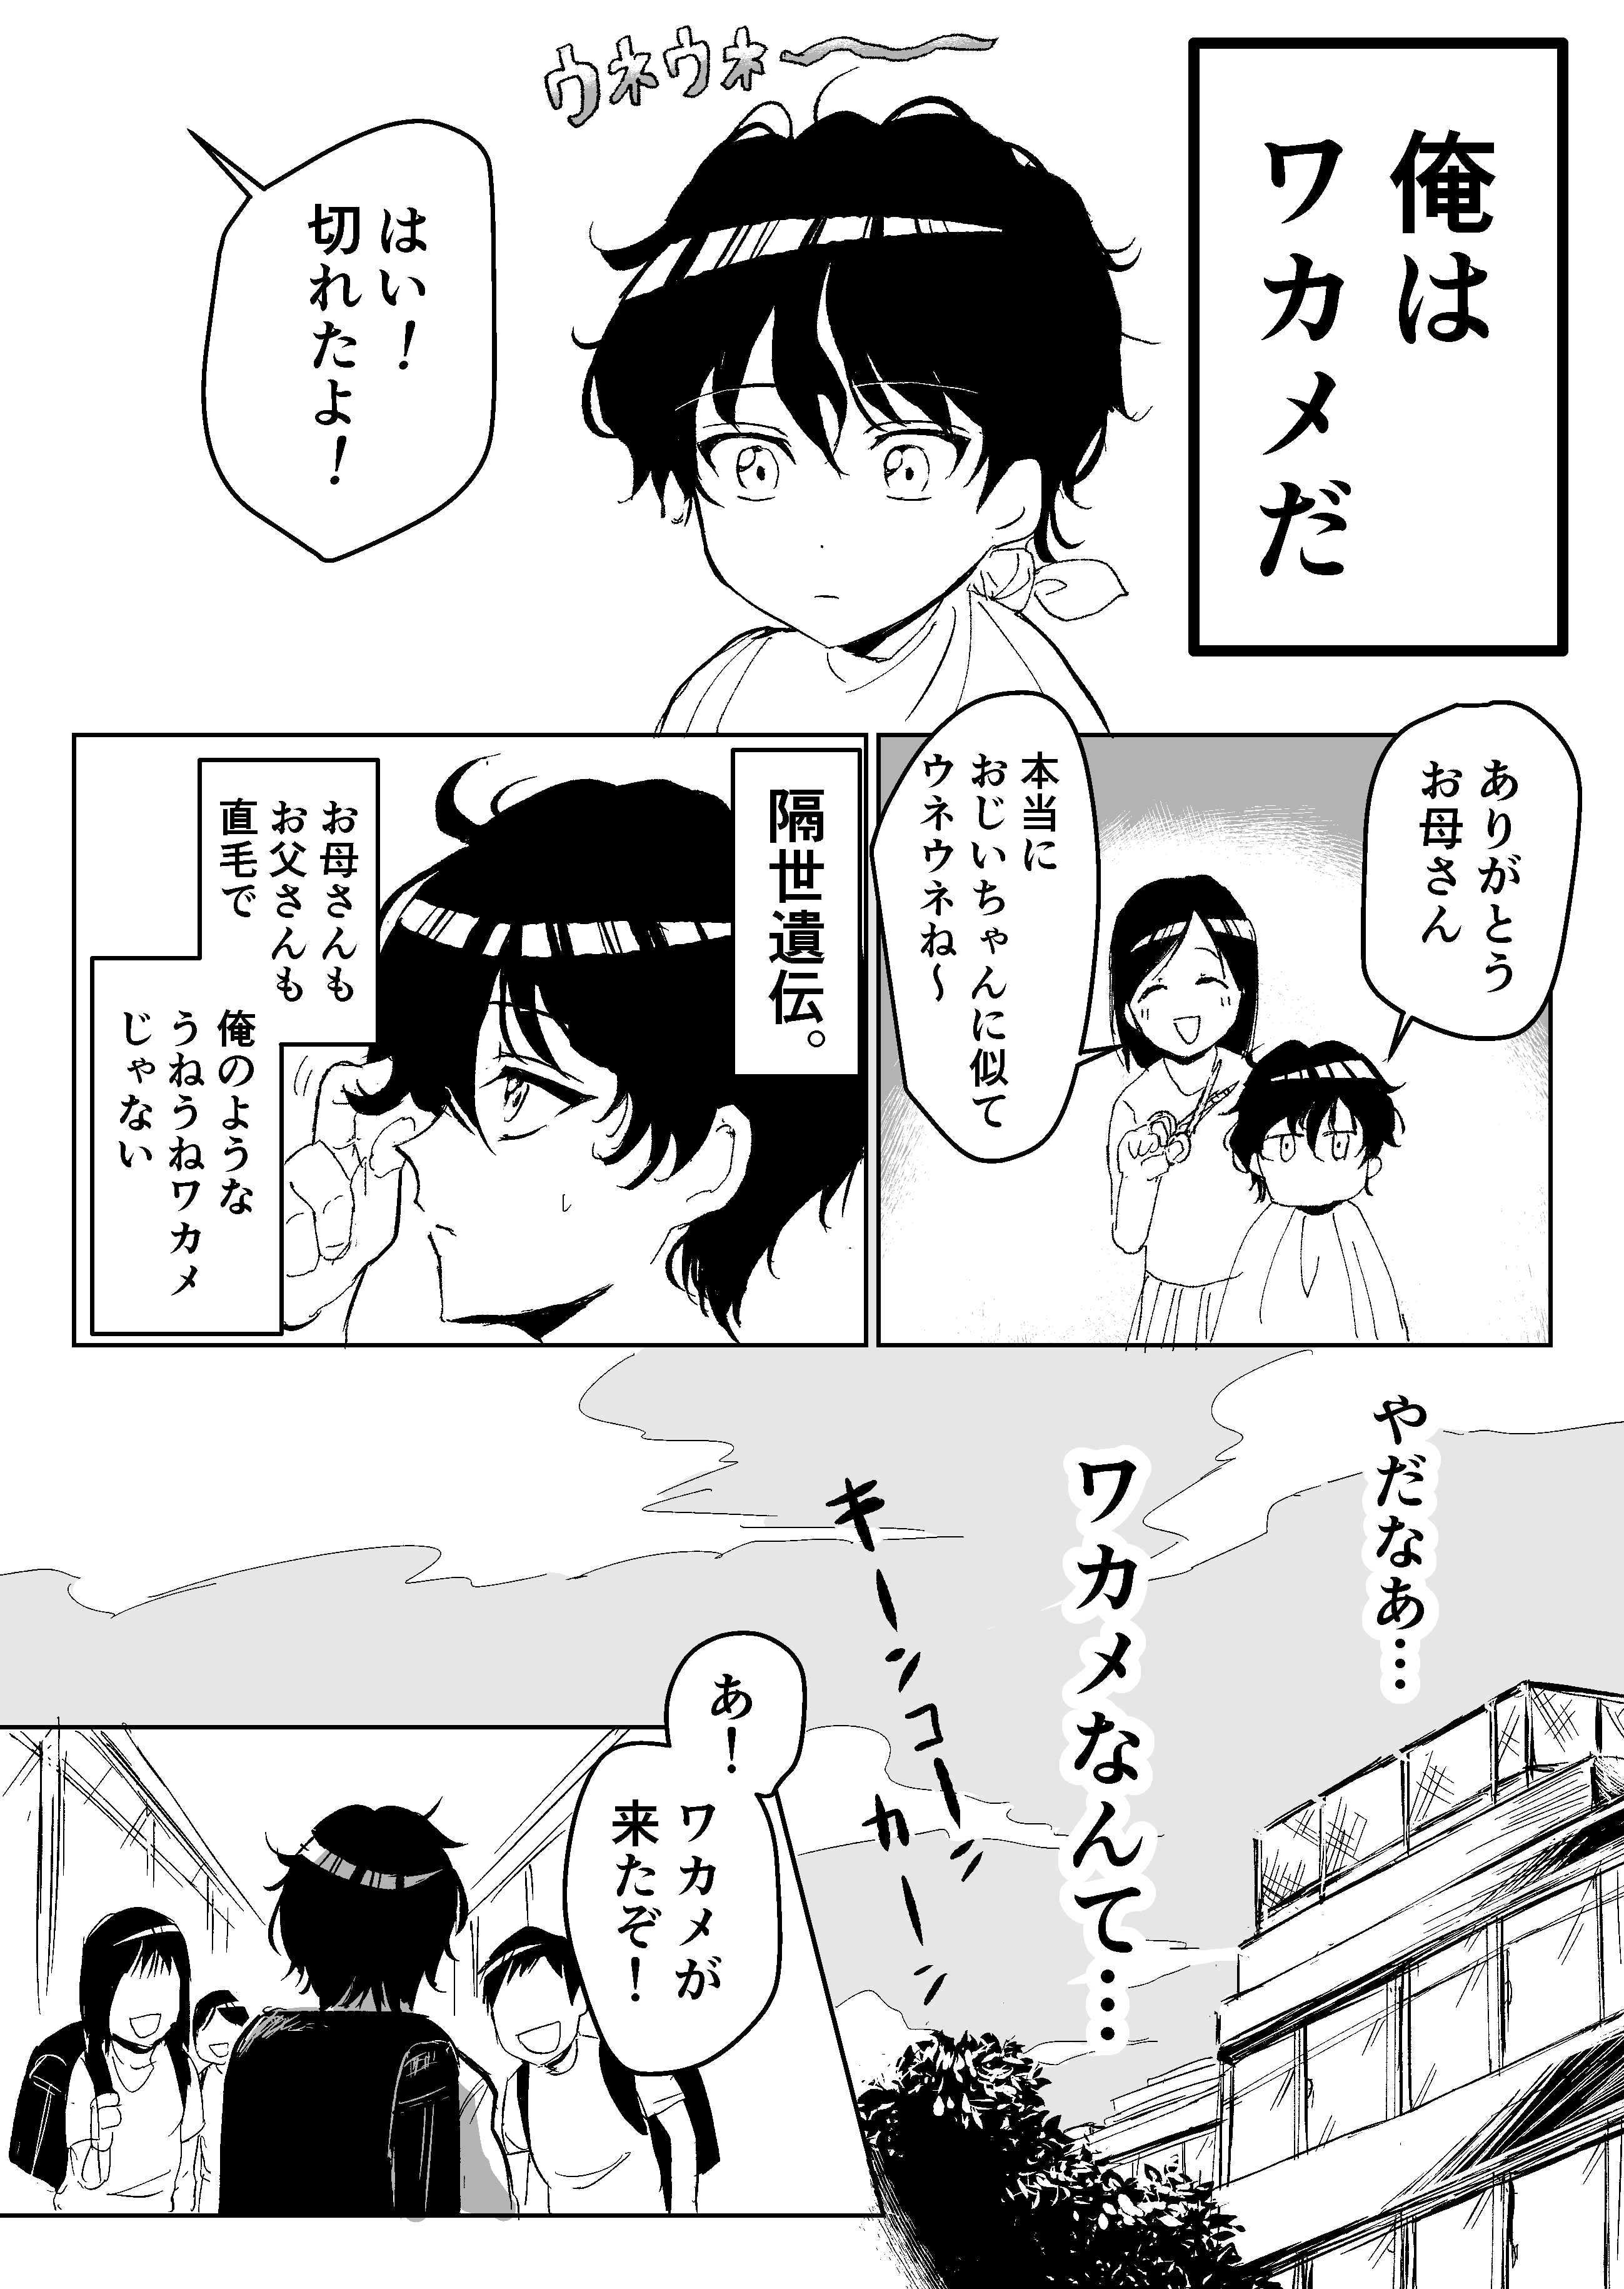 俺は
ワカメだ
ウネウネ〜
はい!
切れたよ!
ありがとう
お母さん
本当に
おじいちゃんに似て
ウネウネね〜
隔世遺伝。
お母さんも
お父さんも
直毛で
俺のような
うねうねワカメ
じゃない
やだなあ…
ワカメなんて…
キーンコーン
カーン
あ!
ワカメが
来たぞ!